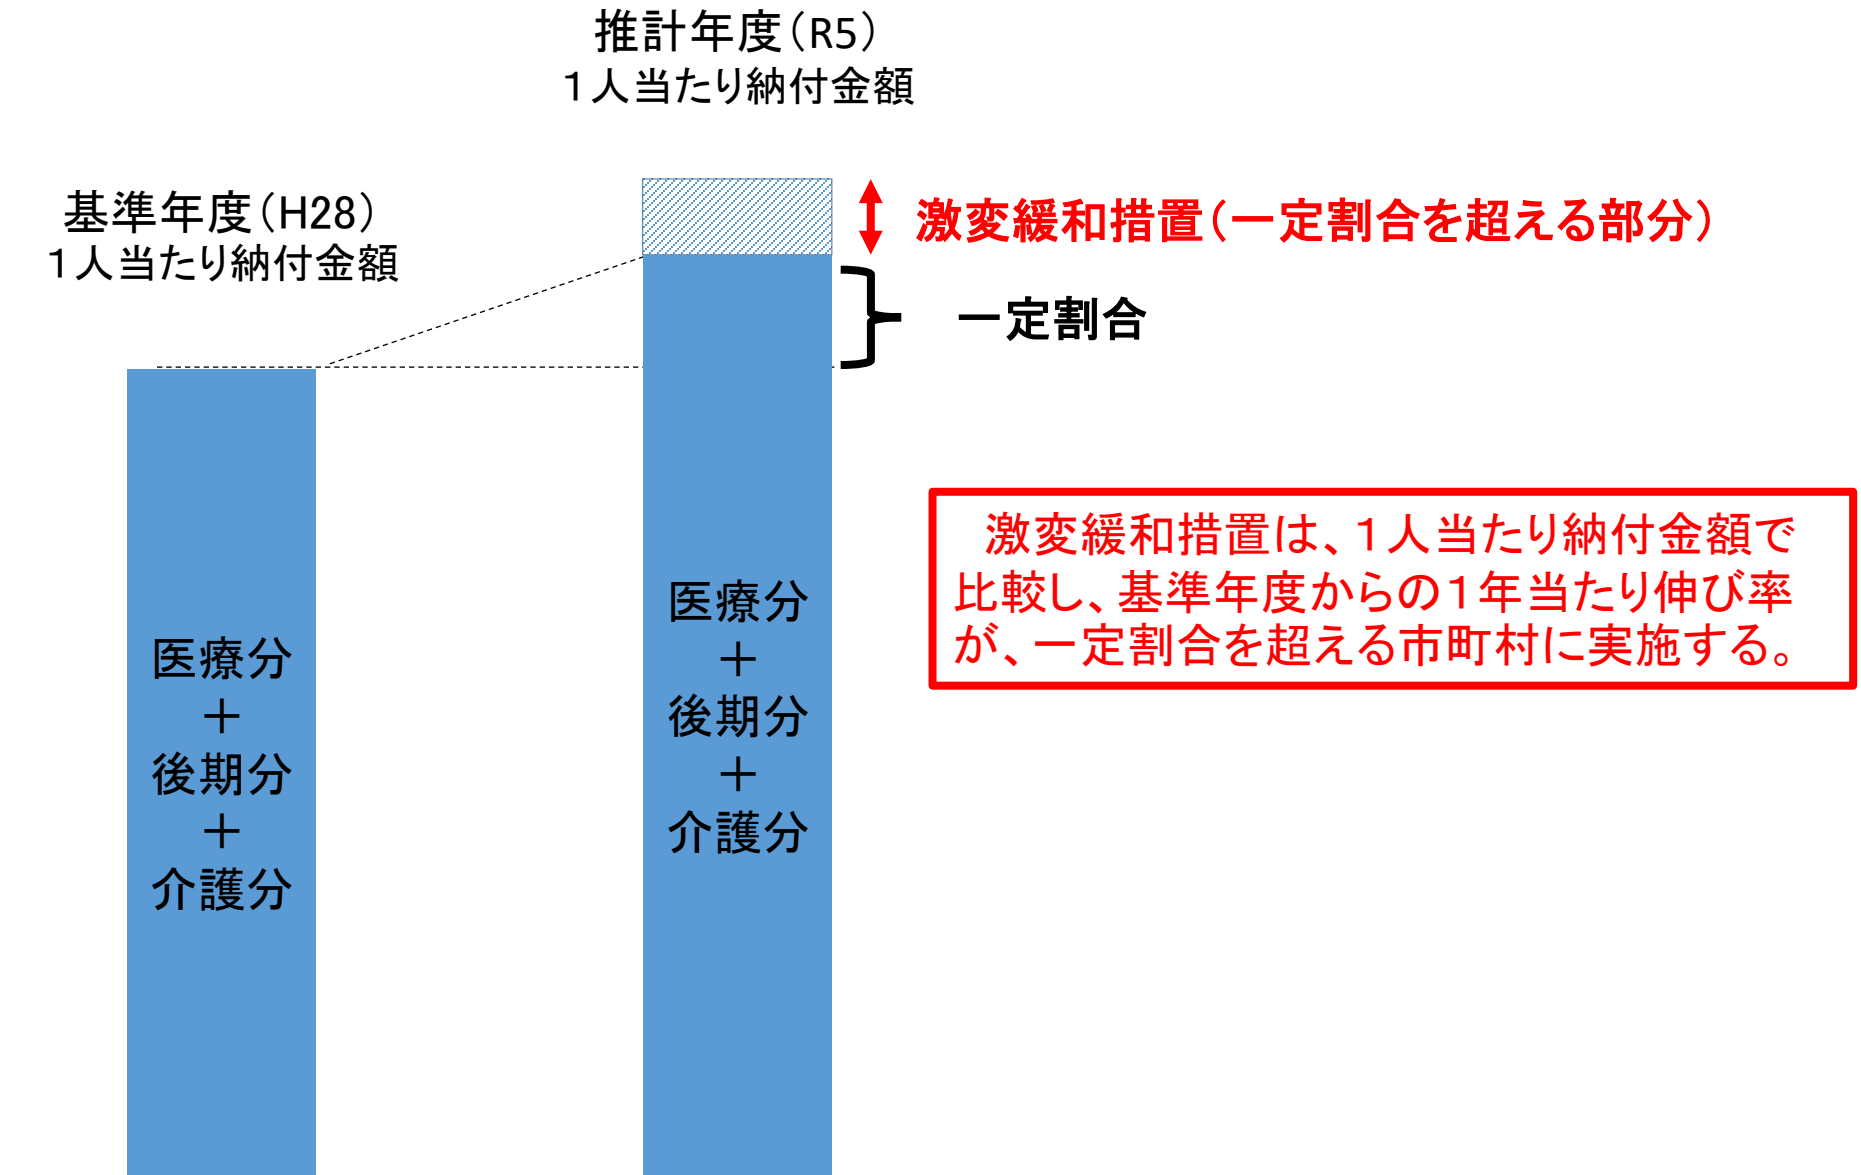 推計年度（R5）
１人当たり納付金額
基準年度（H28）
１人当たり納付金額
激変緩和措置（一定割合を超える部分）
一定割合
激変緩和措置は、１人当たり納付金額で
比較し、基準年度からの１年当たり伸び率
が、一定割合を超える市町村に実施する。
医療分
＋
後期分
＋
介護分
医療分
＋
後期分
＋
介護分